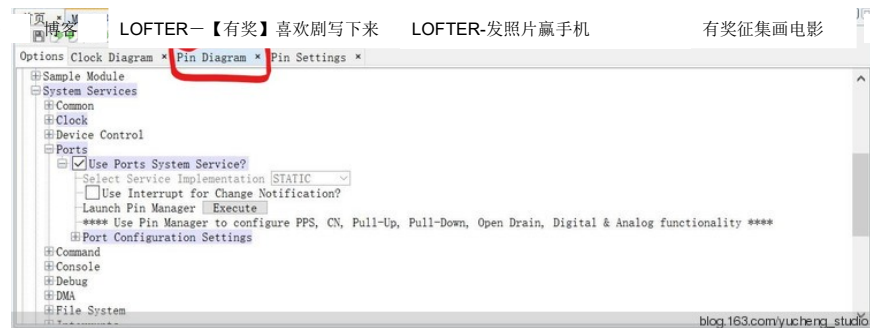 首页
博客 LOFTER－【有奖】喜欢剧写下来 LOFTER-发照片赢手机 有奖征集画电影
Options Clock Diagram × Pin Diagram × Pin Settings ×
Sample Module
System Services
Common
Clock
Device Control
Ports
Use Ports System Service?
Select Service Implementation STATIC
Use Interrupt for Change Notification?
Launch Pin Manager Execute
**** Use Pin Manager to configure PPS, CN, Pull-Up, Pull-Down, Open Drain, Digital & Analog functionality ****
Port Configuration Settings
Command
Console
Debug
DMA
File System
blog.163.com/yucheng_studio